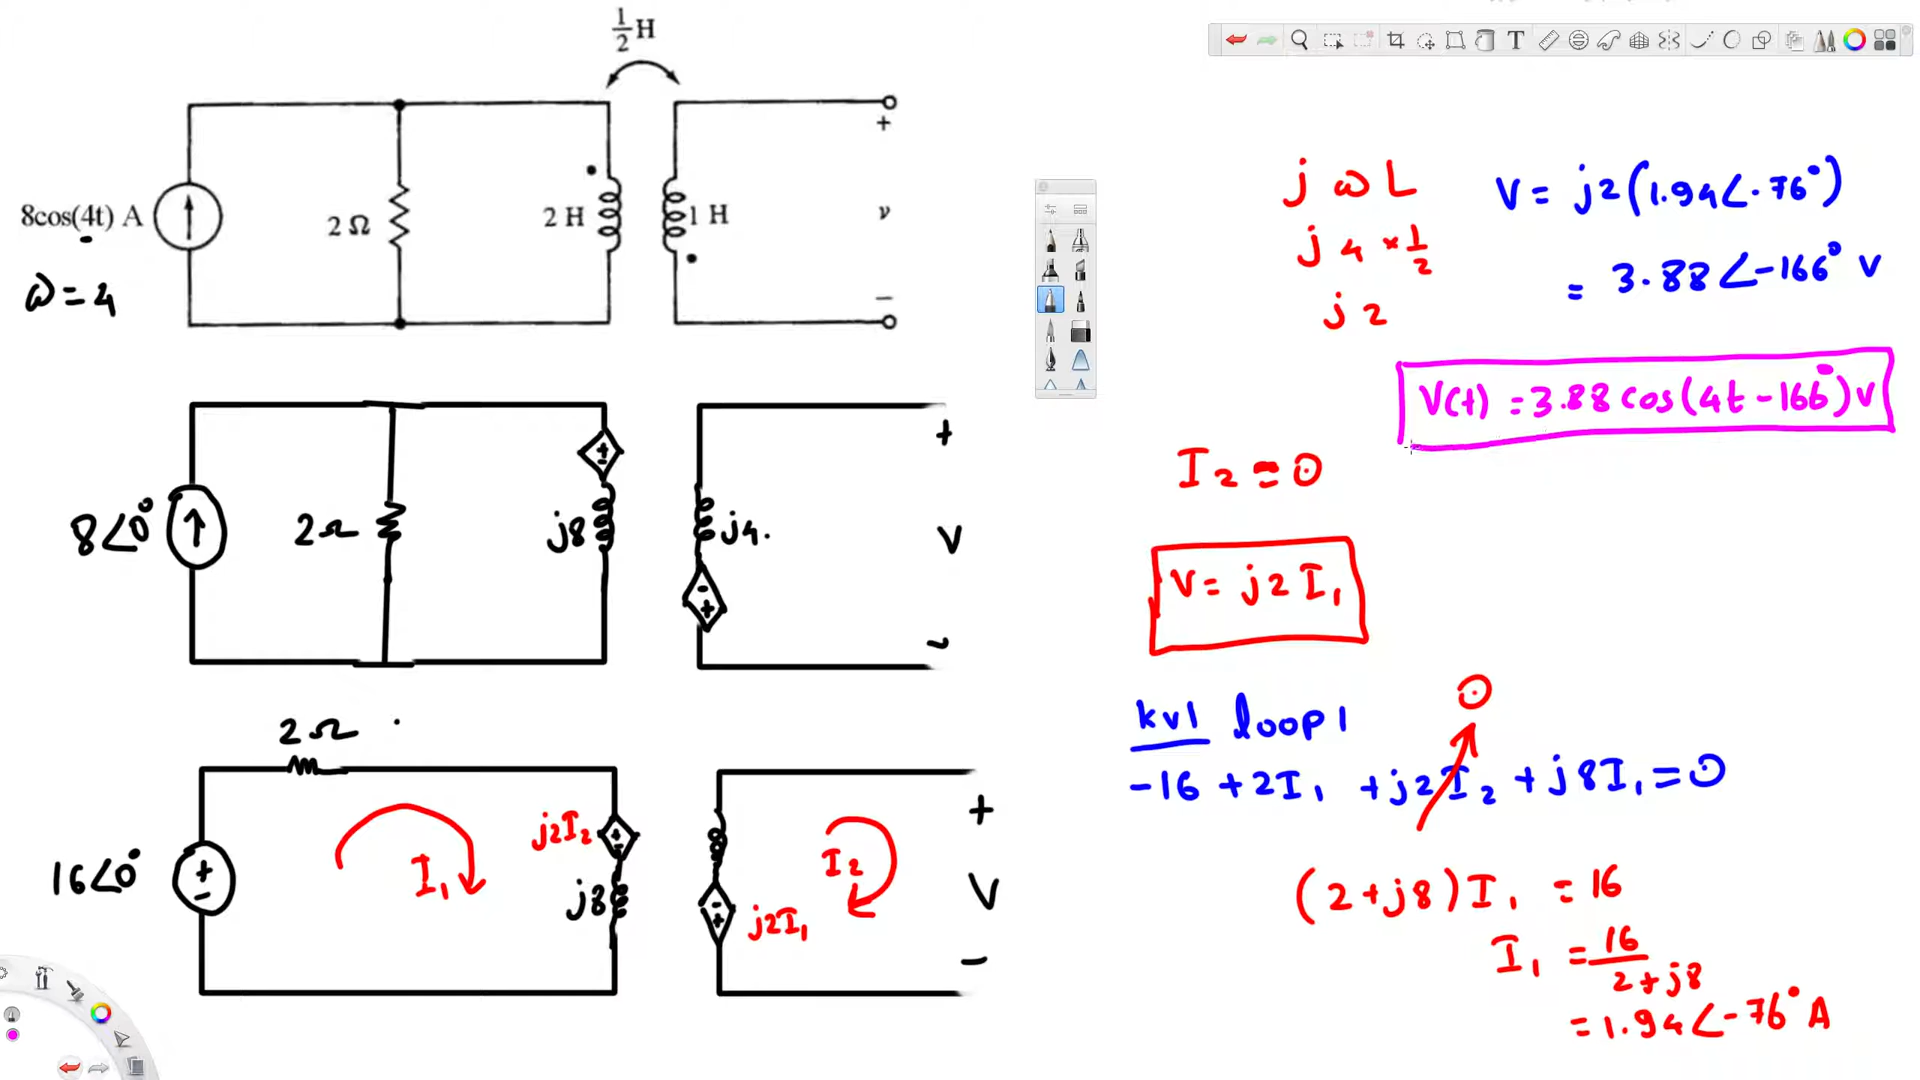 1/2 H
8cos(4t) A
2 Ω
2 H
1 H
+
v
−
ω = 4
8∠0°
2Ω
j8
+
-
j4
-
+
+
V
-
2Ω
16∠0°
+
-
I₁
j2I₂
+
-
j8
-
+
j2I₁
I₂
+
V
-
T
j ω L
j 4 × 1/2
j 2
V = j2(1.94∠-76°)
= 3.88∠-166° V
V(t) = 3.88 cos(4t - 166°) V
I₂ = 0
V = j2 I₁
kvl loop 1
0
-16 + 2I₁ + j2I₂ + j8I₁ = 0
(2 + j8) I₁ = 16
I₁ = 16/(2 + j8)
= 1.94∠-76° A